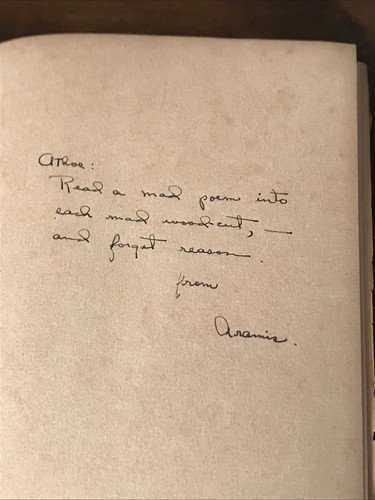 Athos:
Read a mad poem into
each mad woodcut, —
and forget reason.
from
Aramis.